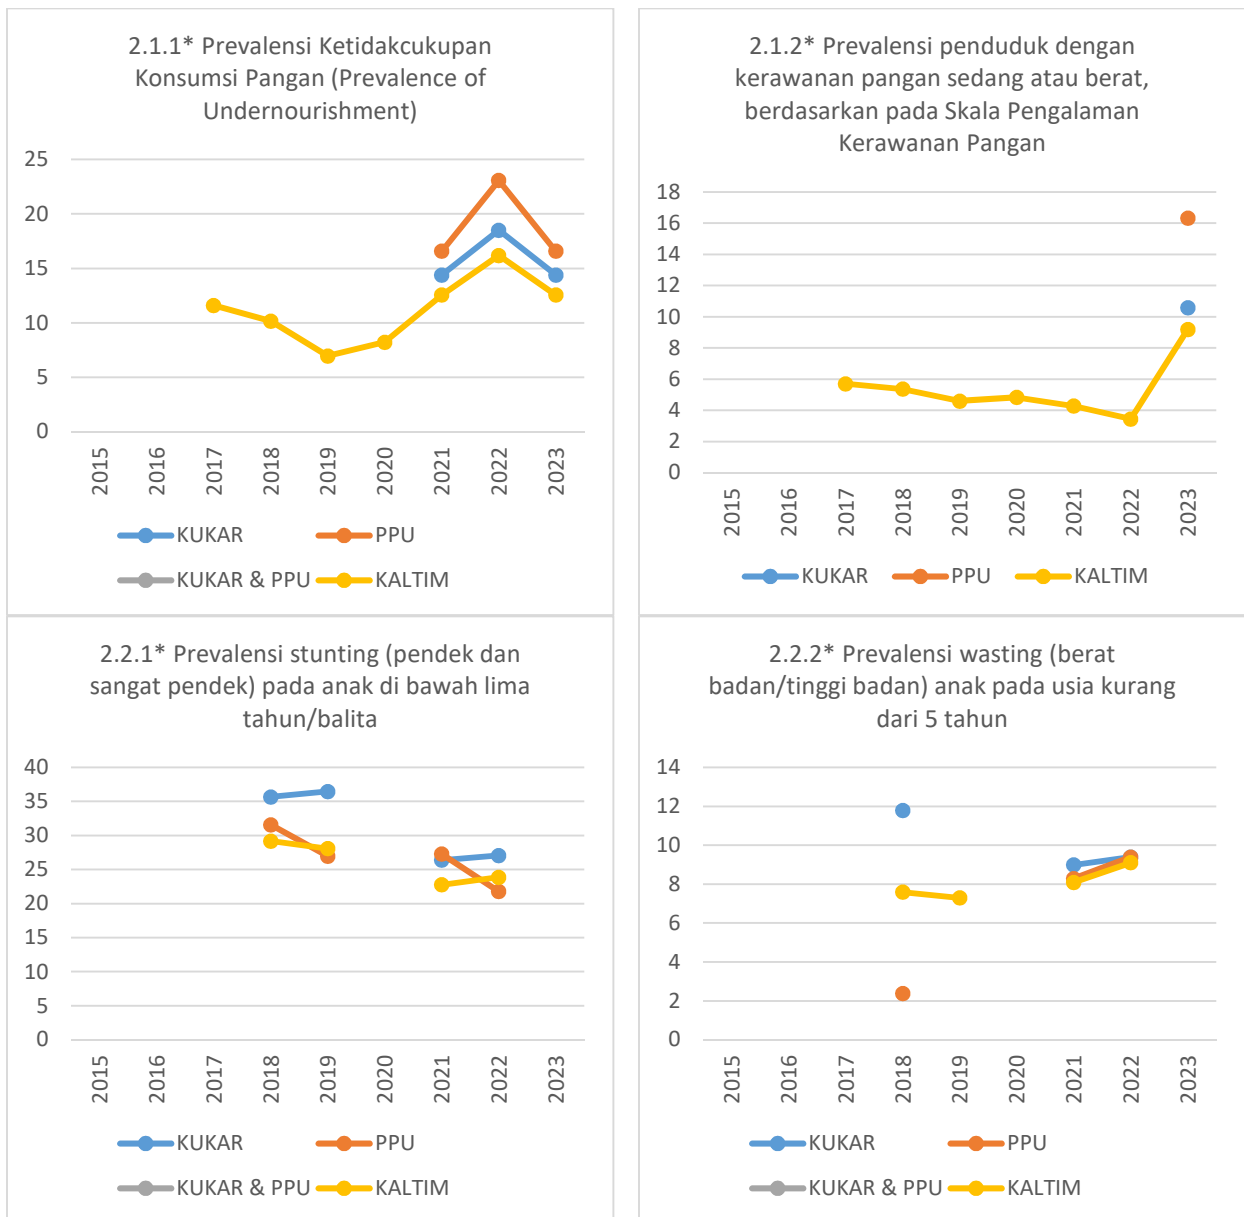 2.1.1* Prevalensi Ketidakcukupan
Konsumsi Pangan (Prevalence of
Undernourishment)
25
20
15
10
5
0
2015
2016
2017
2018
2019
2020
2021
2022
2023
KUKAR
PPU
KUKAR & PPU
KALTIM
2.1.2* Prevalensi penduduk dengan
kerawanan pangan sedang atau berat,
berdasarkan pada Skala Pengalaman
Kerawanan Pangan
18
16
14
12
10
8
6
4
2
0
2015
2016
2017
2018
2019
2020
2021
2022
2023
KUKAR
PPU
KALTIM
2.2.1* Prevalensi stunting (pendek dan
sangat pendek) pada anak di bawah lima
tahun/balita
40
35
30
25
20
15
10
5
0
2015
2016
2017
2018
2019
2020
2021
2022
2023
KUKAR
PPU
KUKAR & PPU
KALTIM
2.2.2* Prevalensi wasting (berat
badan/tinggi badan) anak pada usia kurang
dari 5 tahun
14
12
10
8
6
4
2
0
2015
2016
2017
2018
2019
2020
2021
2022
2023
KUKAR
PPU
KUKAR & PPU
KALTIM